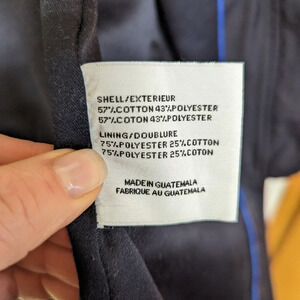 SHELL/EXTERIEUR
57% COTTON 43% POLYESTER
57% COTON 43% POLYESTER
LINING/DOUBLURE
75% POLYESTER 25% COTTON
75% POLYESTER 25% COTON
MADE IN GUATEMALA
FABRIQUE AU GUATEMALA